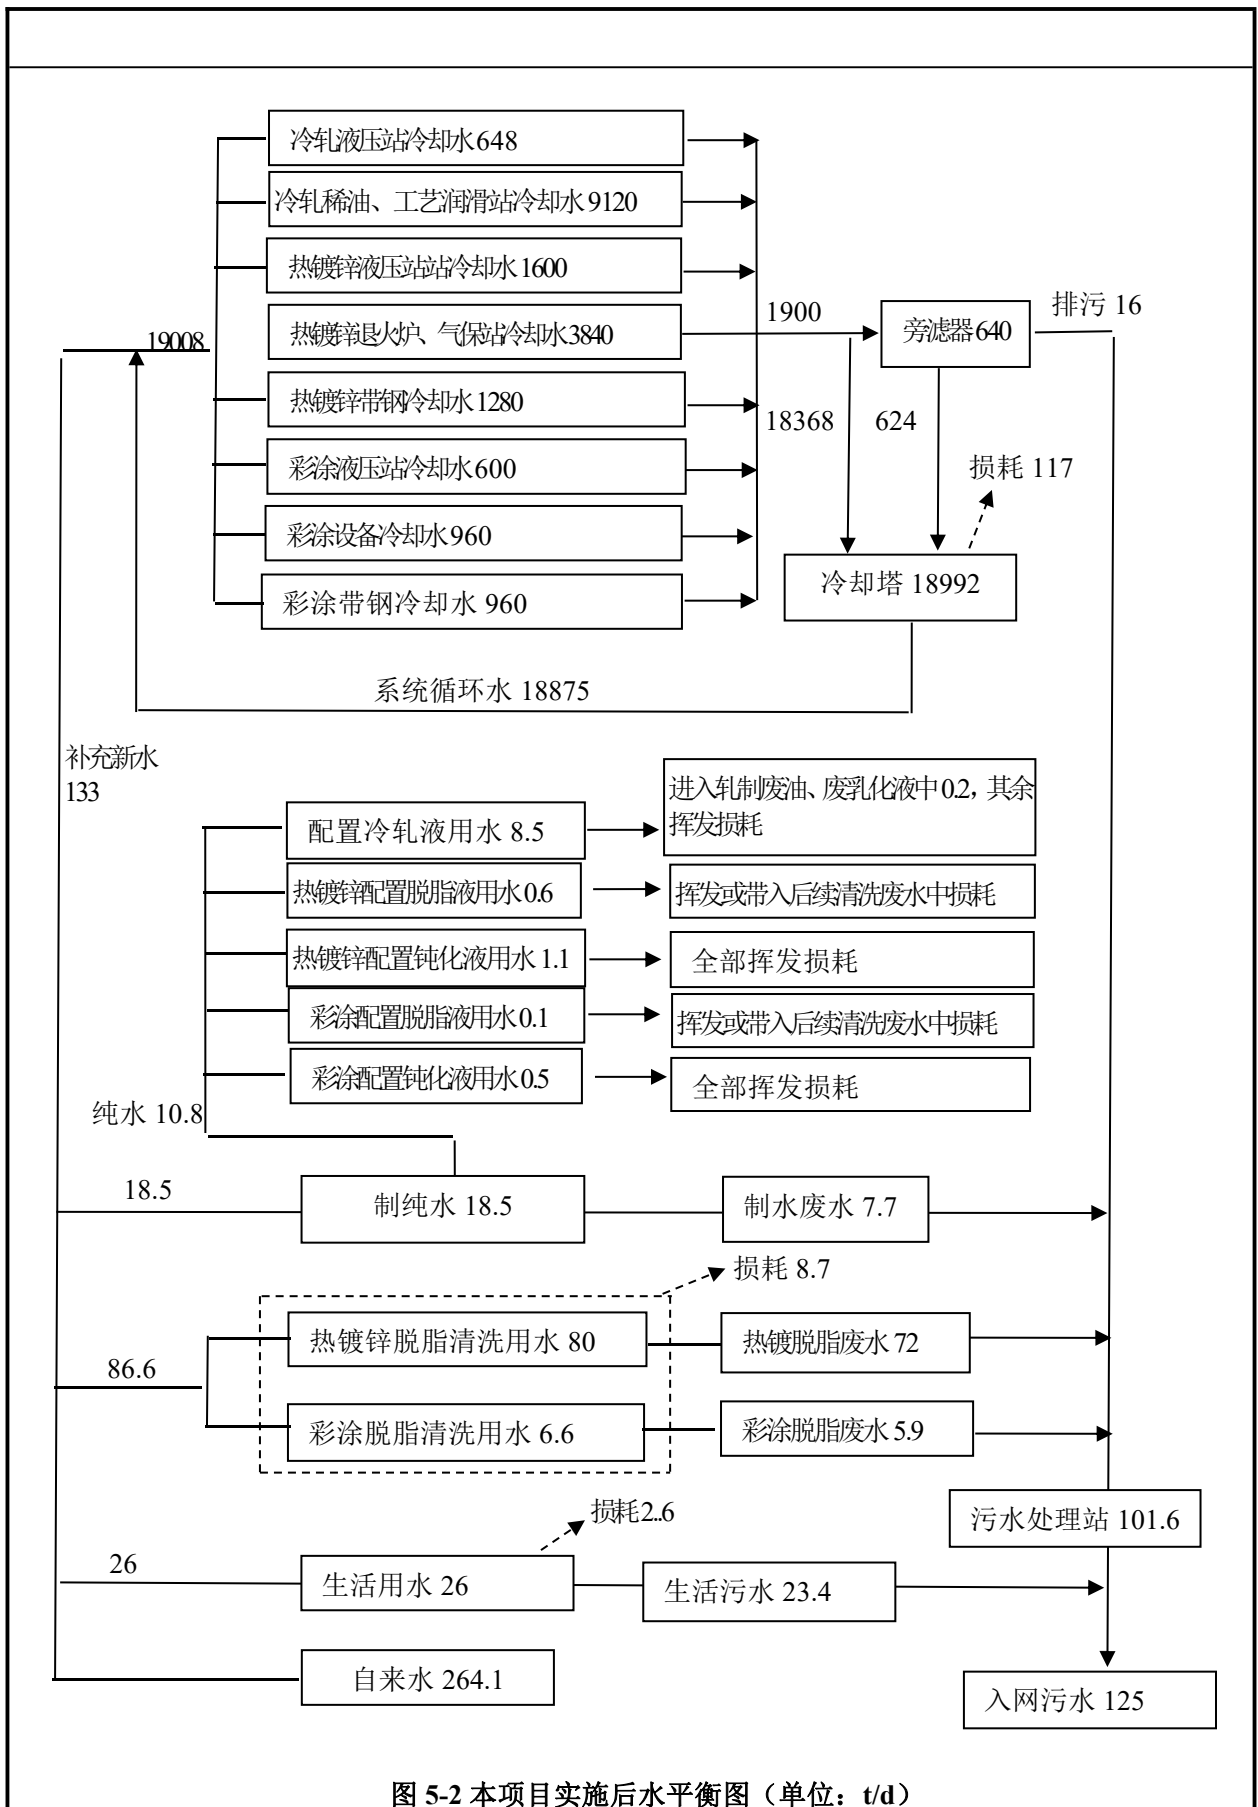 冷轧液压站冷却水648
冷轧稀油、工艺润滑站冷却水9120
热镀锌液压站站冷却水1600
排污 16
1900
热镀锌退火炉、气保站冷却水3840
旁滤器640
19008
热镀锌带钢冷却水1280
18368
624
彩涂液压站冷却水600
损耗 117
彩涂设备冷却水960
冷却塔 18992
彩涂带钢冷却水 960
系统循环水 18875
补充新水
133
进入轧制废油、废乳化液中0.2，其余
挥发损耗
配置冷轧液用水 8.5
热镀锌配置脱脂液用水0.6
挥发或带入后续清洗废水中损耗
热镀锌配置钝化液用水1.1
全部挥发损耗
彩涂配置脱脂液用水0.1
挥发或带入后续清洗废水中损耗
彩涂配置钝化液用水0.5
全部挥发损耗
纯水 10.8
18.5
制纯水 18.5
制水废水 7.7
损耗 8.7
热镀锌脱脂清洗用水 80
热镀脱脂废水 72
86.6
彩涂脱脂清洗用水 6.6
彩涂脱脂废水 5.9
损耗2..6
污水处理站 101.6
26
生活用水 26
生活污水 23.4
自来水 264.1
入网污水 125
图 5-2 本项目实施后水平衡图（单位：t/d）